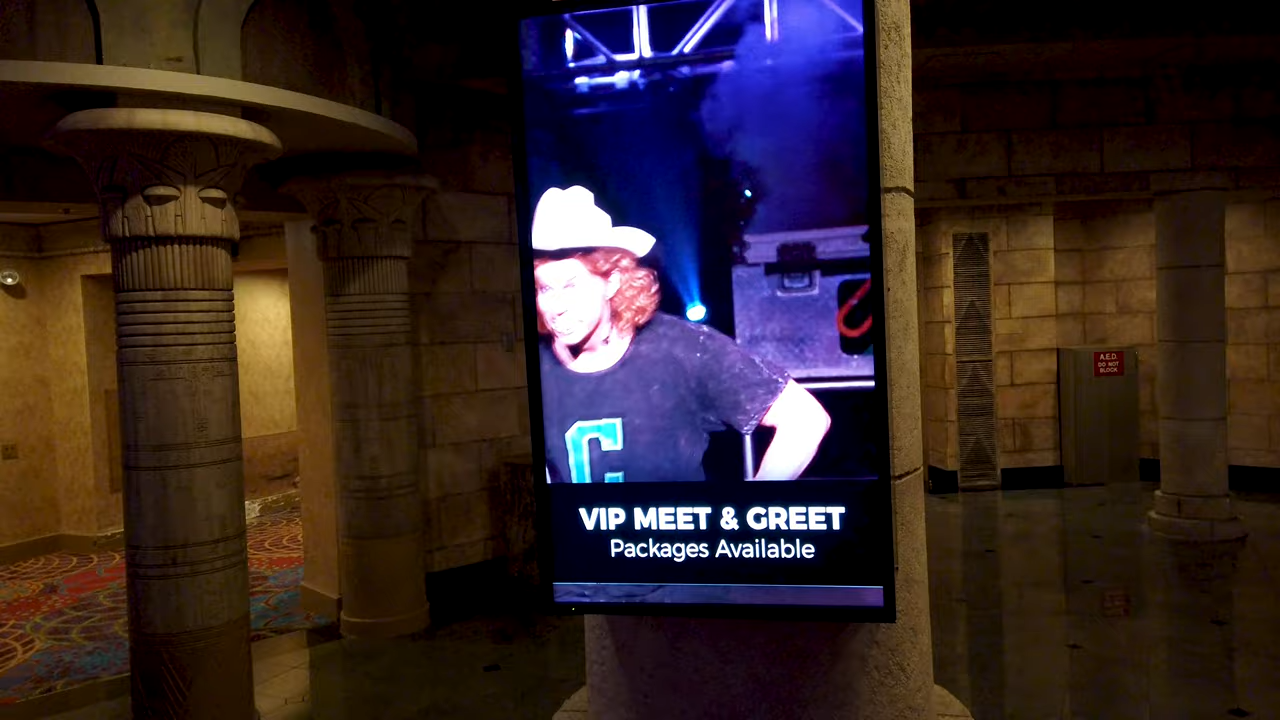 C
VIP MEET & GREET
Packages Available
A.E.D.
DO NOT
BLOCK